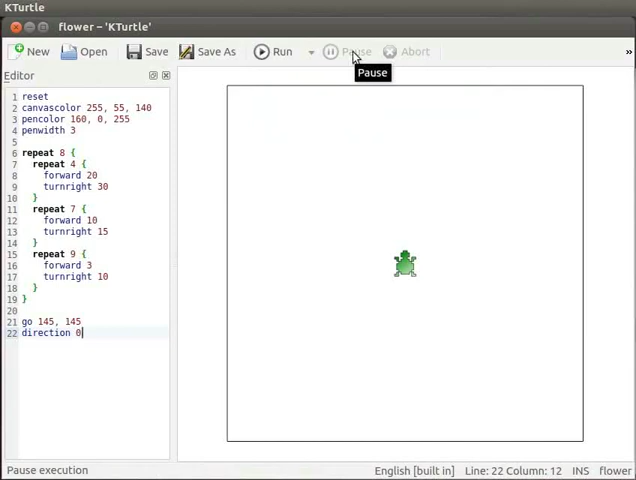 KTurtle
flower – 'KTurtle'
New Open Save Save As Run Pause Abort »
Pause
Editor
1 reset
2 canvascolor 255, 55, 140
3 pencolor 160, 0, 255
4 penwidth 3
5
6 repeat 8 {
7 repeat 4 {
8 forward 20
9 turnright 30
10 }
11 repeat 7 {
12 forward 10
13 turnright 15
14 }
15 repeat 9 {
16 forward 3
17 turnright 10
18 }
19 }
20
21 go 145, 145
22 direction 0
Pause execution English [built in] Line: 22 Column: 12 INS flower